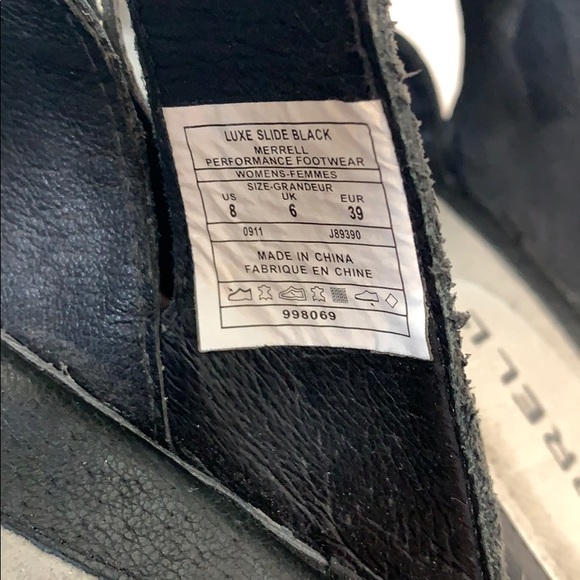 LUXE SLIDE BLACK
MERRELL
PERFORMANCE FOOTWEAR
WOMENS-FEMMES
SIZE-GRANDEUR
US UK EUR
8 6 39
0911 J89390
MADE IN CHINA
FABRIQUE EN CHINE
998069